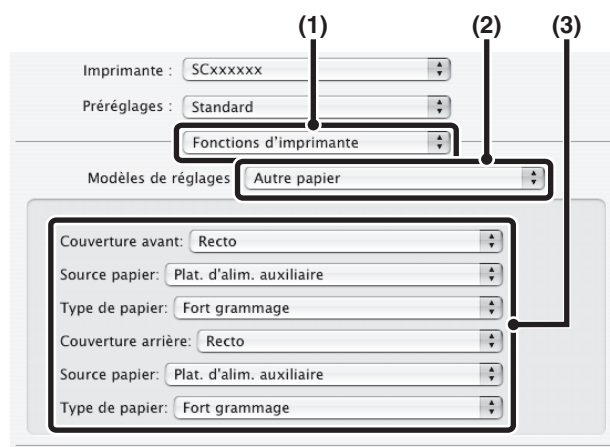 (1) (2) (3)
Imprimante : SCxxxxxx
Préréglages : Standard
Fonctions d'imprimante
Modèles de réglages Autre papier
Couverture avant: Recto
Source papier: Plat. d'alim. auxiliaire
Type de papier: Fort grammage
Couverture arrière: Recto
Source papier: Plat. d'alim. auxiliaire
Type de papier: Fort grammage